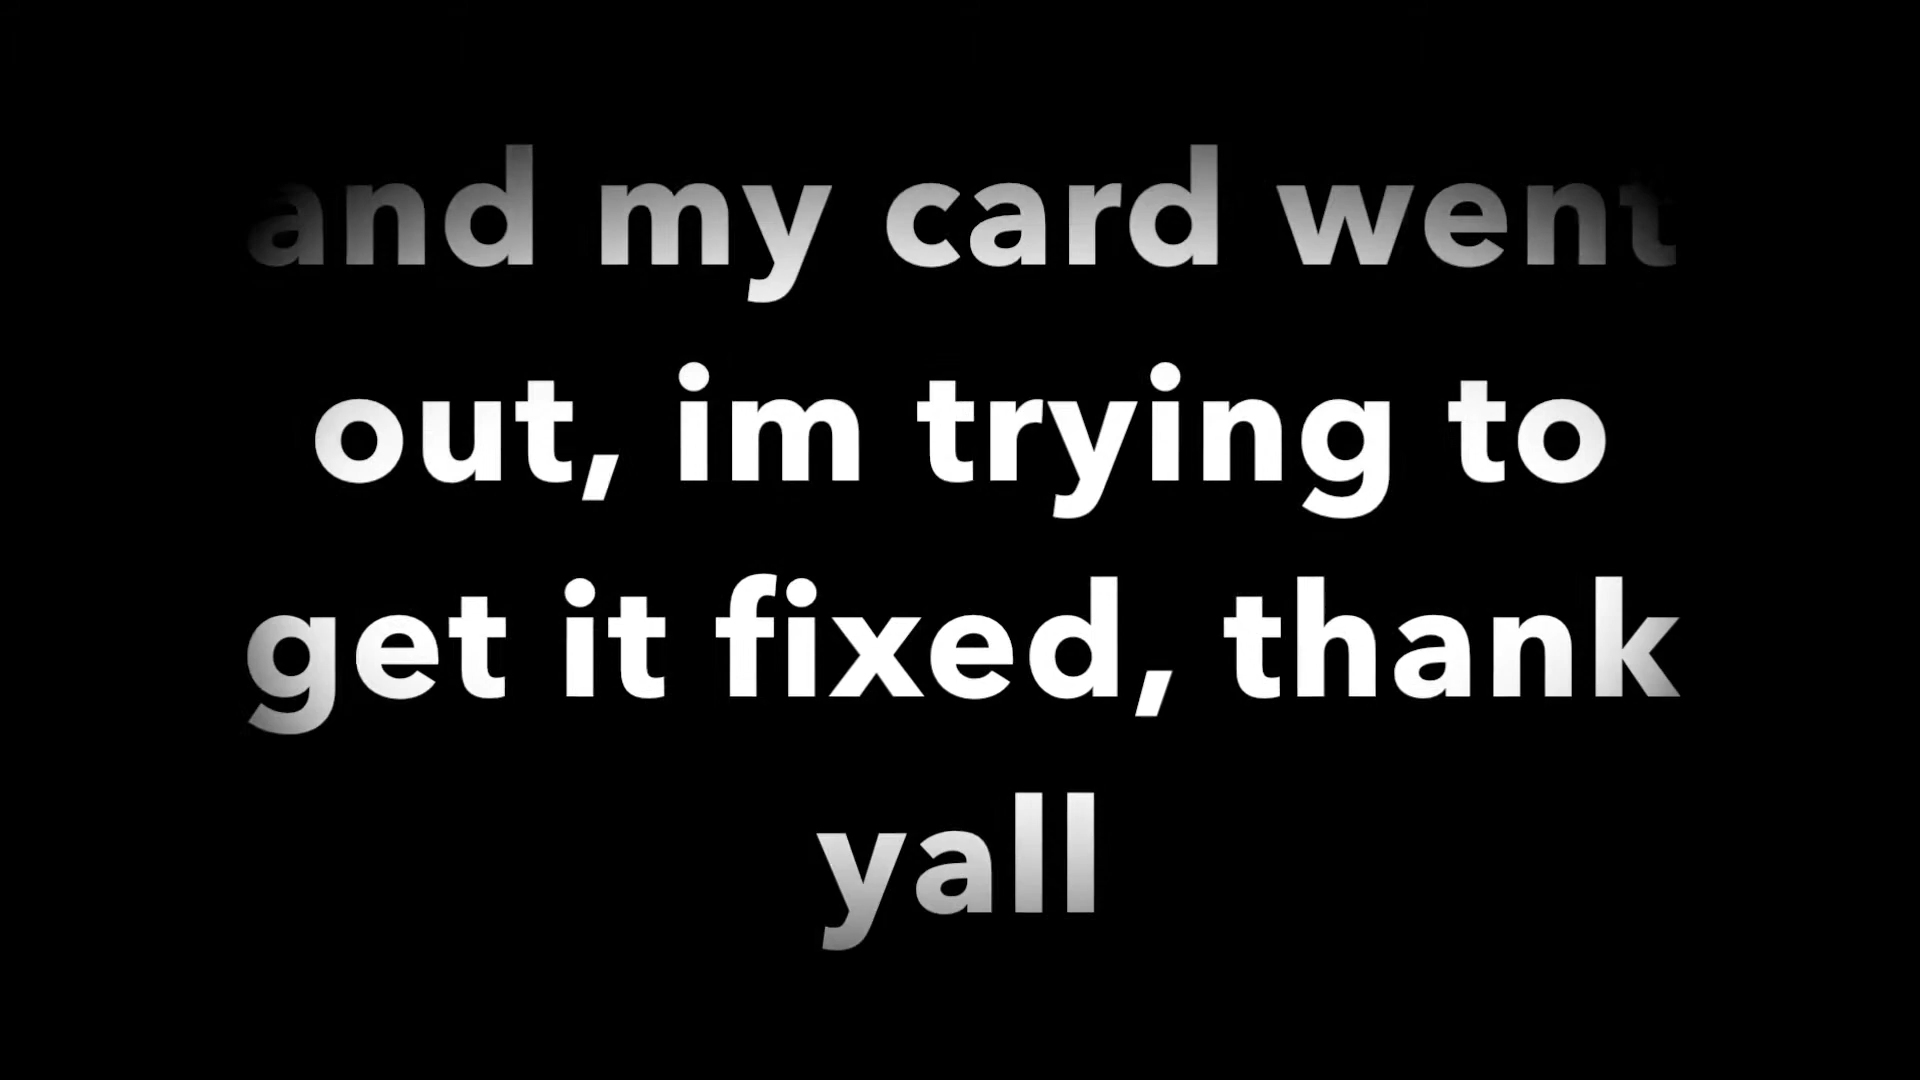 and my card went
out, im trying to
get it fixed, thank
yall